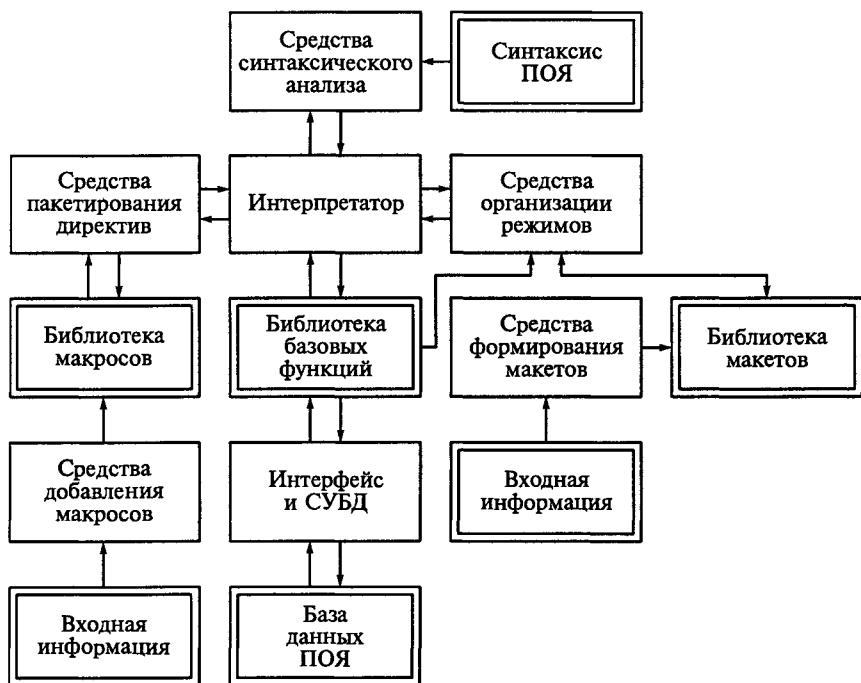 Средства
синтаксического
анализа
Синтаксис
ПОЯ
Средства
пакетирования
директив
Интерпретатор
Средства
организации
режимов
Библиотека
макросов
Библиотека
базовых
функций
Средства
формирования
макетов
Библиотека
макетов
Средства
добавления
макросов
Интерфейс
и СУБД
Входная
информация
Входная
информация
База
данных
ПОЯ